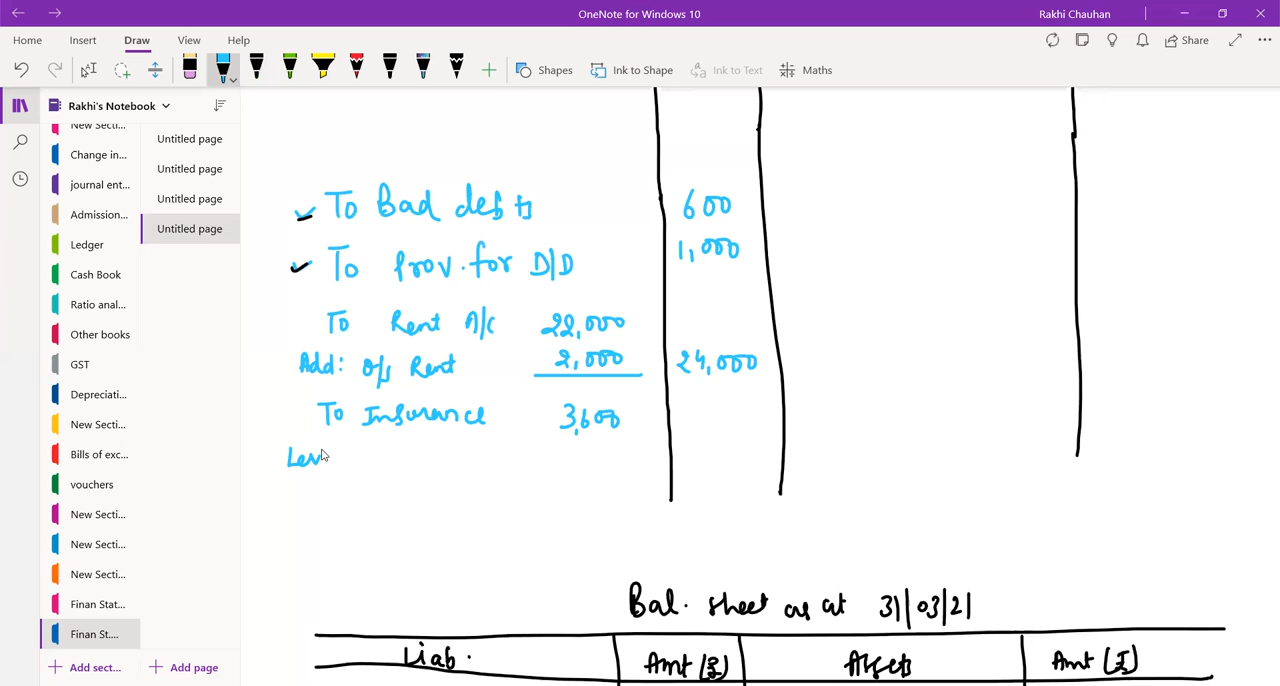 OneNote for Windows 10
Rakhi Chauhan
Home Insert Draw View Help
Share
Shapes Ink to Shape Ink to Text Maths
Rakhi's Notebook
New Secti...
Change in...
journal ent...
Admission...
Ledger
Cash Book
Ratio anal...
Other books
GST
Depreciati...
New Secti...
Bills of exc...
vouchers
New Secti...
New Secti...
New Secti...
Finan Stat...
Finan St....
Add sect...
Untitled page
Untitled page
Untitled page
Untitled page
Add page
To Bad debts 600
To Prov. for D/D 1,000
To Rent A/c 22,000
Add: o/s Rent 2,000 24,000
To Insurance 3,600
Bal. sheet as at 31/03/21
Liab. Amt (₹) Assets Amt (₹)